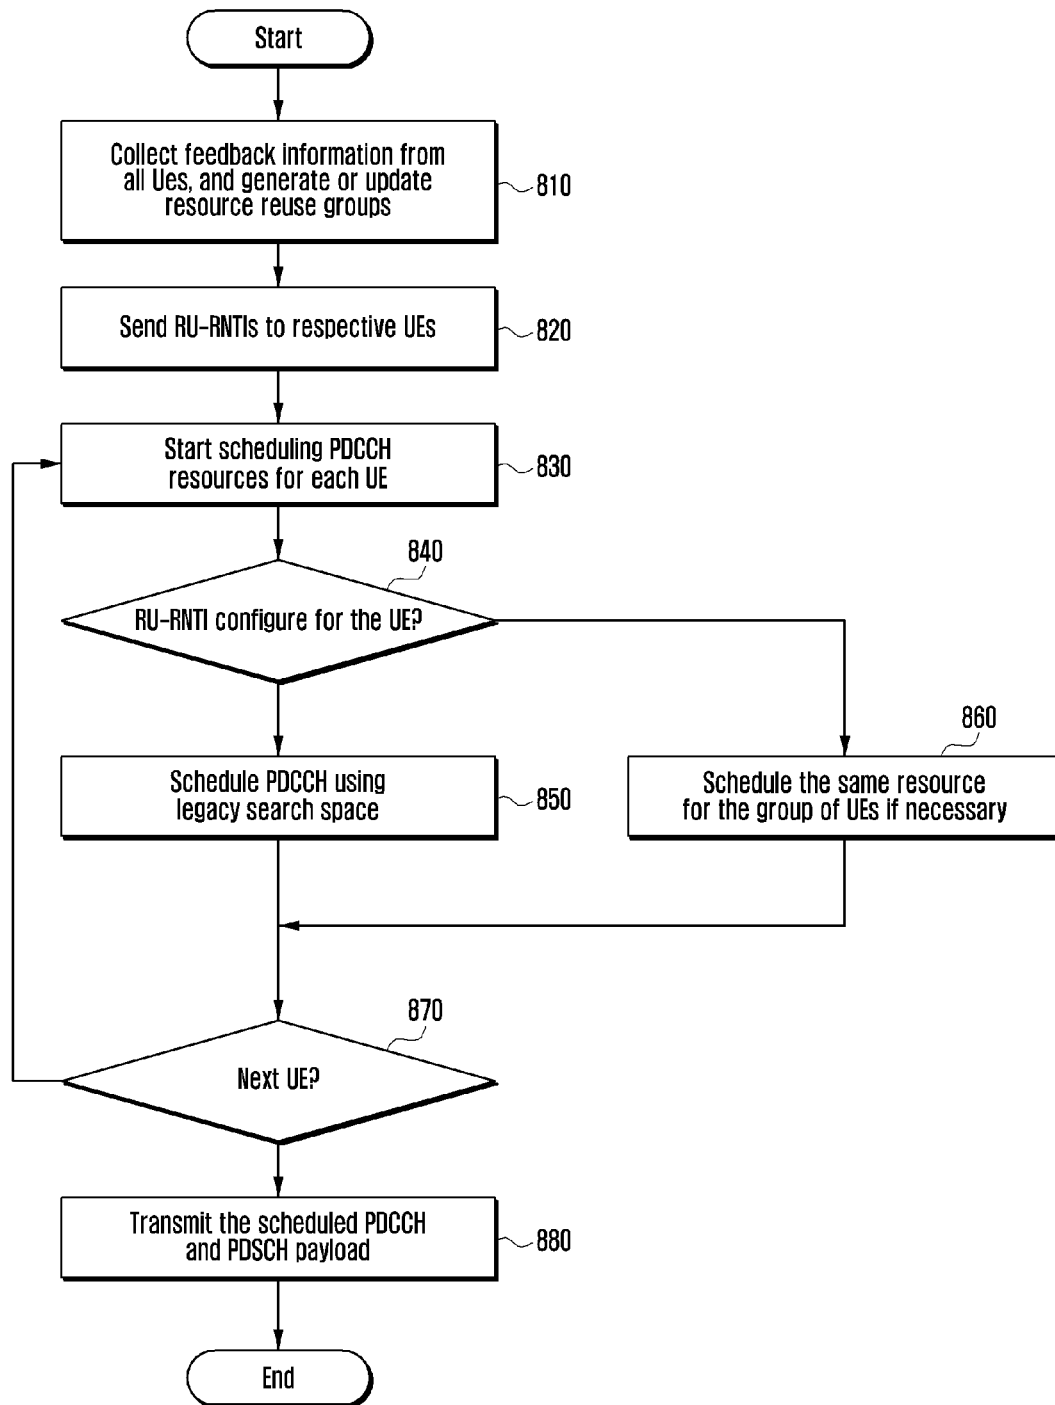 Start
Collect feedback information from
all Ues, and generate or update
resource reuse groups
810
Send RU-RNTIs to respective UEs
820
Start scheduling PDCCH
resources for each UE
830
840
RU-RNTI configure for the UE?
860
Schedule PDCCH using
legacy search space
850
Schedule the same resource
for the group of UEs if necessary
870
Next UE?
Transmit the scheduled PDCCH
and PDSCH payload
880
End